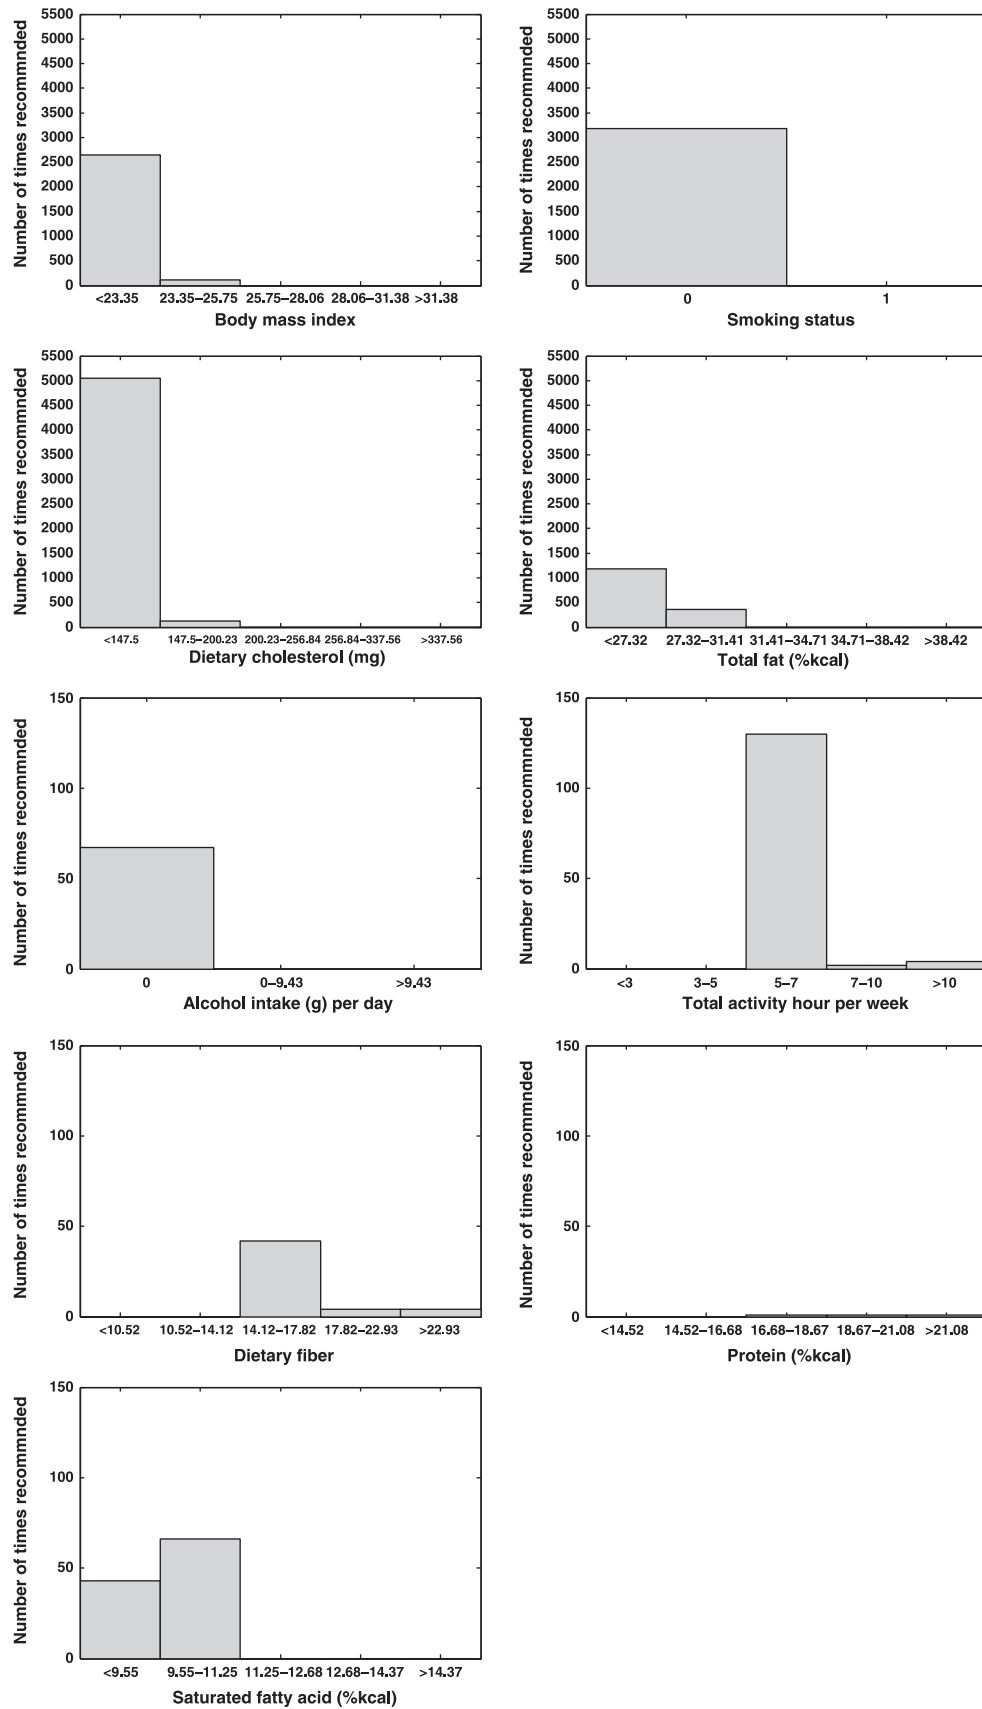 5500
5000
4500
4000
3500
3000
2500
2000
1500
1000
500
0
Number of times recommnded
<23.35 23.35–25.75 25.75–28.06 28.06–31.38 >31.38
Body mass index
5500
5000
4500
4000
3500
3000
2500
2000
1500
1000
500
0
Number of times recommnded
0 1
Smoking status
5500
5000
4500
4000
3500
3000
2500
2000
1500
1000
500
0
Number of times recommnded
<147.5 147.5–200.23 200.23–256.84 256.84–337.56 >337.56
Dietary cholesterol (mg)
5500
5000
4500
4000
3500
3000
2500
2000
1500
1000
500
0
Number of times recommnded
<27.32 27.32–31.41 31.41–34.71 34.71–38.42 >38.42
Total fat (%kcal)
150
100
50
0
Number of times recommnded
0 0–9.43 >9.43
Alcohol intake (g) per day
150
100
50
0
Number of times recommnded
<3 3–5 5–7 7–10 >10
Total activity hour per week
150
100
50
0
Number of times recommnded
<10.52 10.52–14.12 14.12–17.82 17.82–22.93 >22.93
Dietary fiber
150
100
50
0
Number of times recommnded
<14.52 14.52–16.68 16.68–18.67 18.67–21.08 >21.08
Protein (%kcal)
150
100
50
0
Number of times recommnded
<9.55 9.55–11.25 11.25–12.68 12.68–14.37 >14.37
Saturated fatty acid (%kcal)